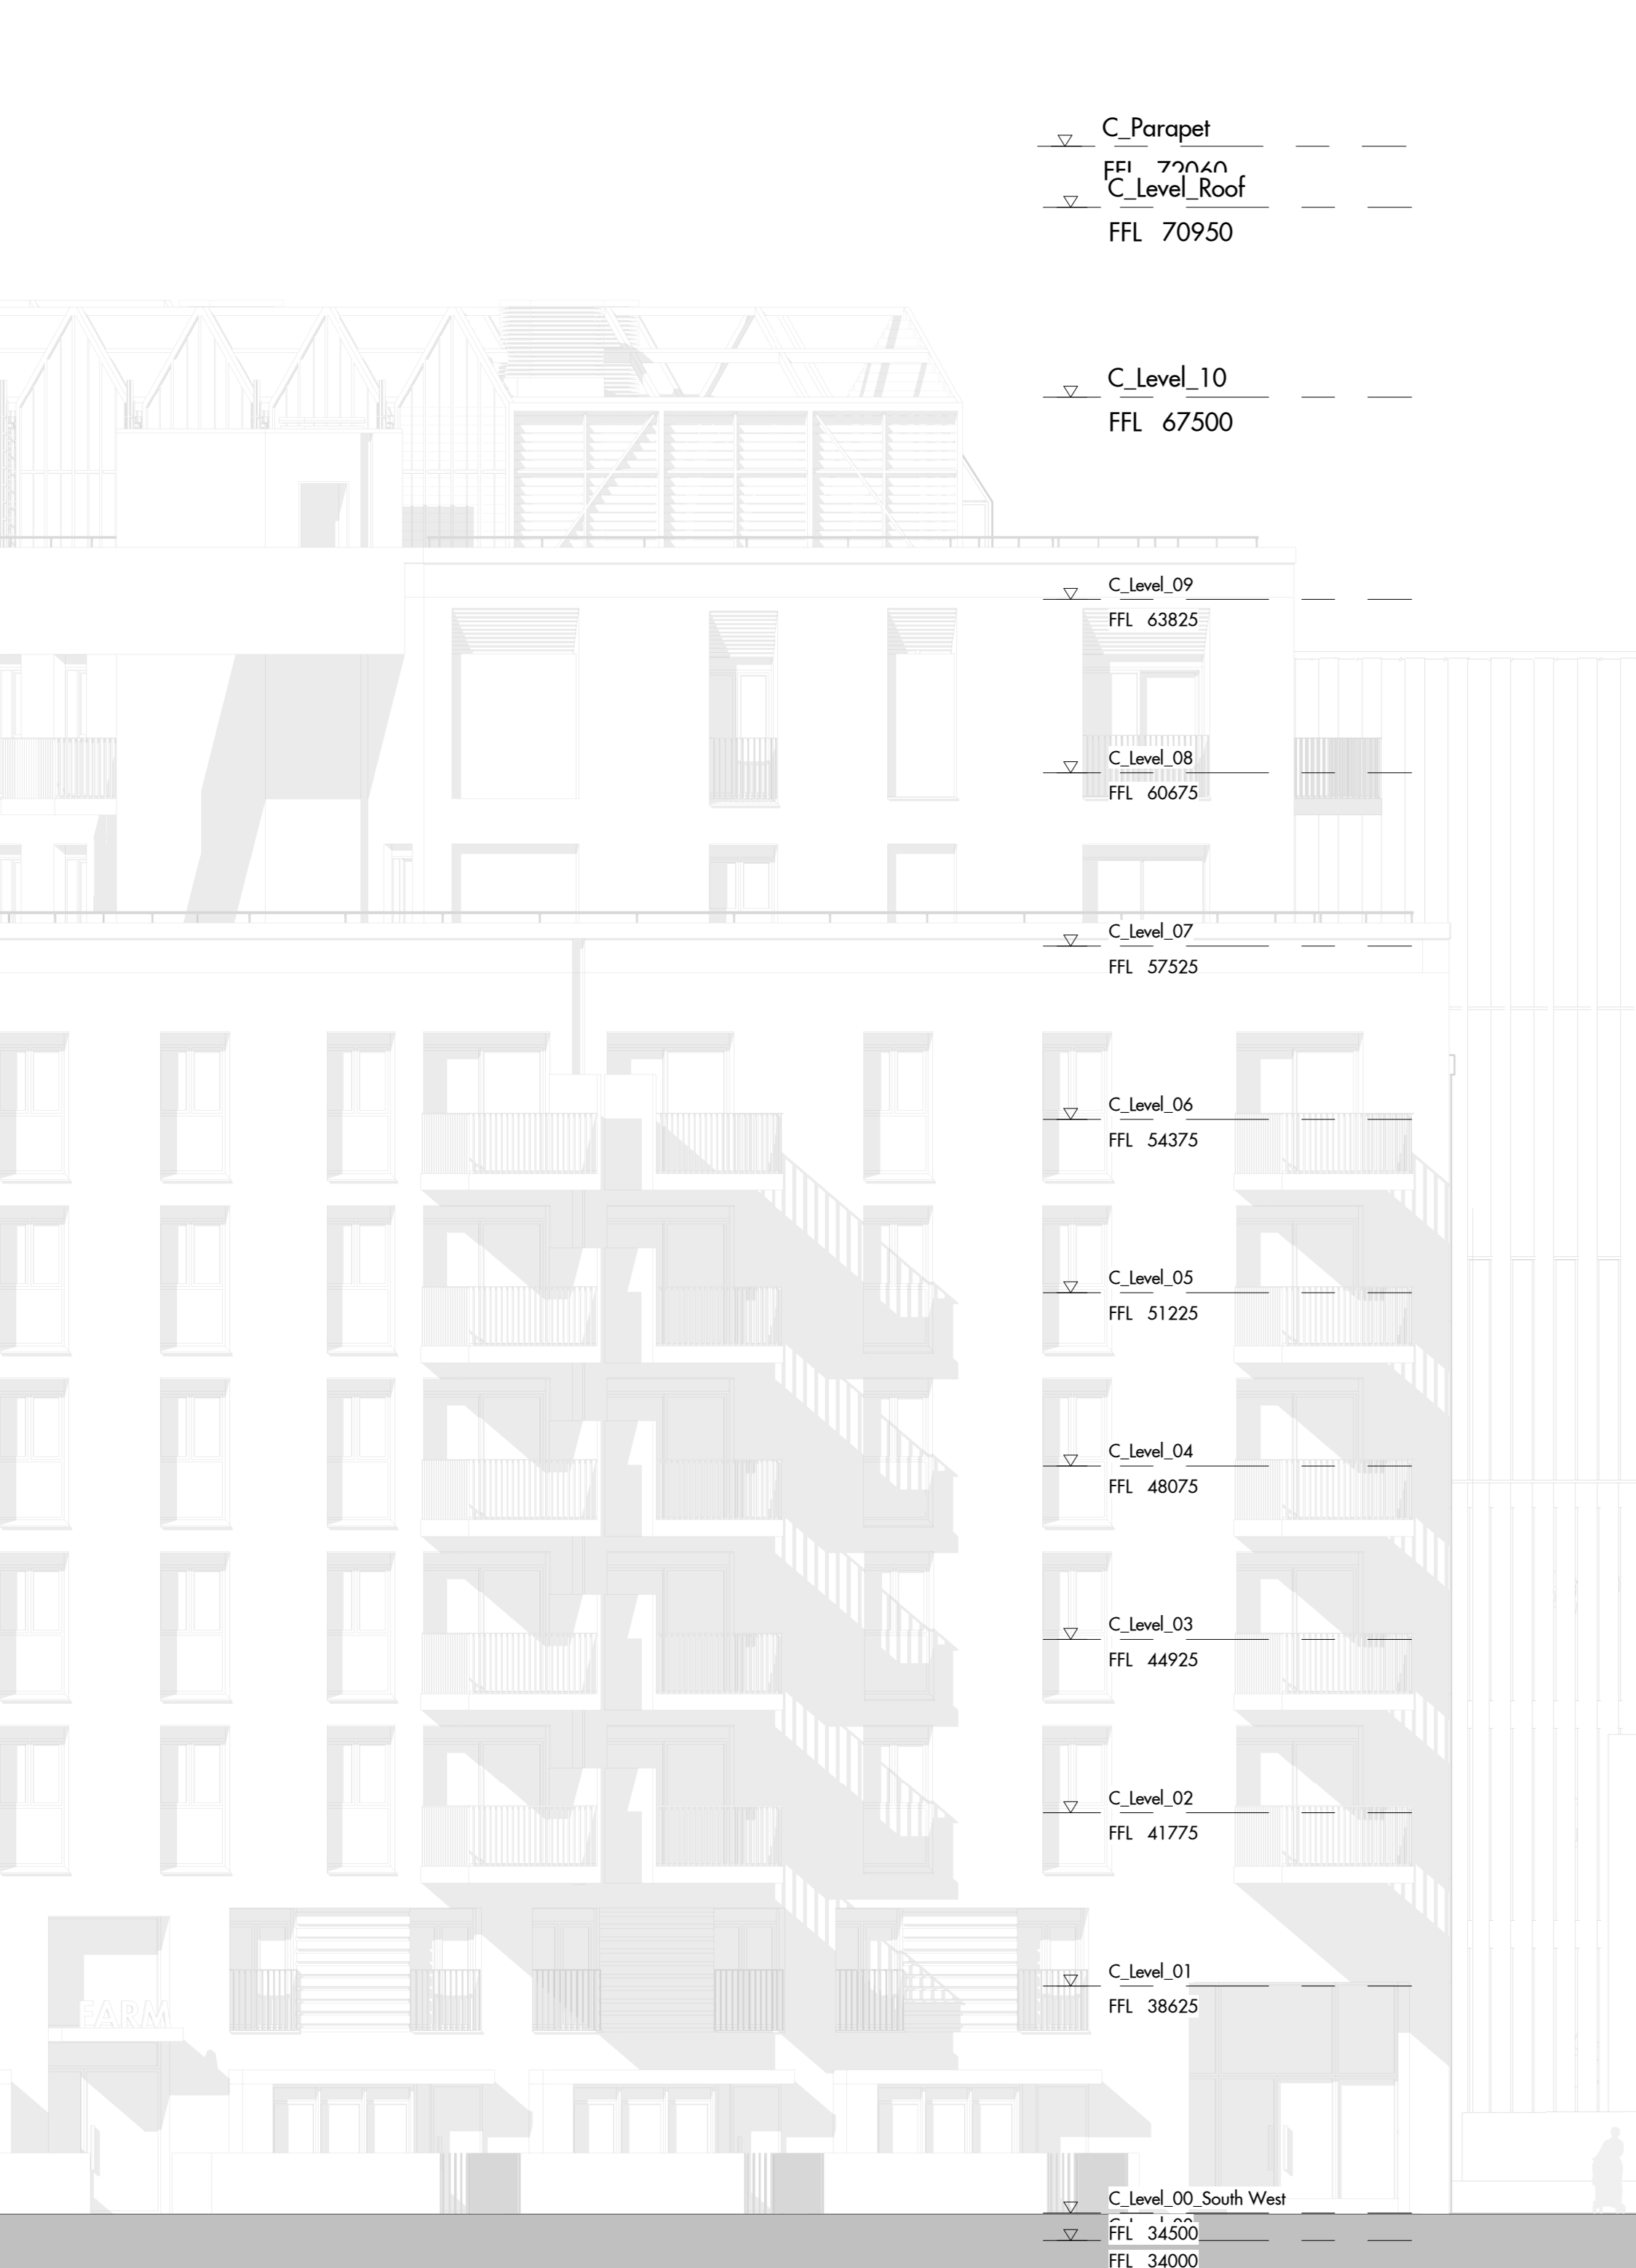 C_Parapet
FFL 72060
C_Level_Roof
FFL 70950
C_Level_10
FFL 67500
C_Level_09
FFL 63825
C_Level_08
FFL 60675
C_Level_07
FFL 57525
C_Level_06
FFL 54375
C_Level_05
FFL 51225
C_Level_04
FFL 48075
C_Level_03
FFL 44925
C_Level_02
FFL 41775
C_Level_01
FFL 38625
FARM
C_Level_00_South West
FFL 34500
FFL 34000